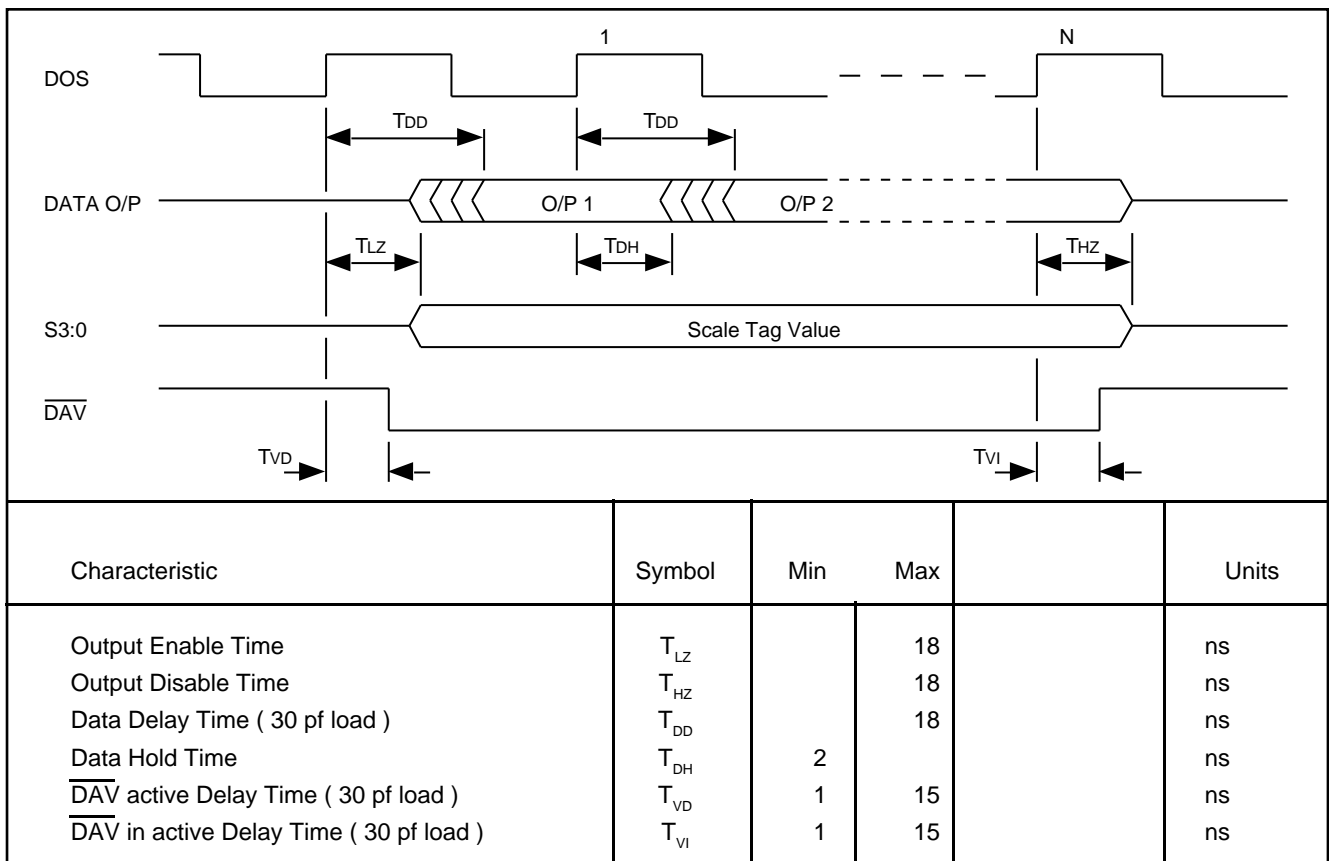 1 N
DOS
TDD TDD
DATA O/P O/P 1 O/P 2
TLZ TDH THZ
S3:0 Scale Tag Value
DAV
TVD TVI
Characteristic Symbol Min Max Units
Output Enable Time TLZ 18 ns
Output Disable Time THZ 18 ns
Data Delay Time ( 30 pf load ) TDD 18 ns
Data Hold Time TDH 2 ns
DAV active Delay Time ( 30 pf load ) TVD 1 15 ns
DAV in active Delay Time ( 30 pf load ) TVI 1 15 ns